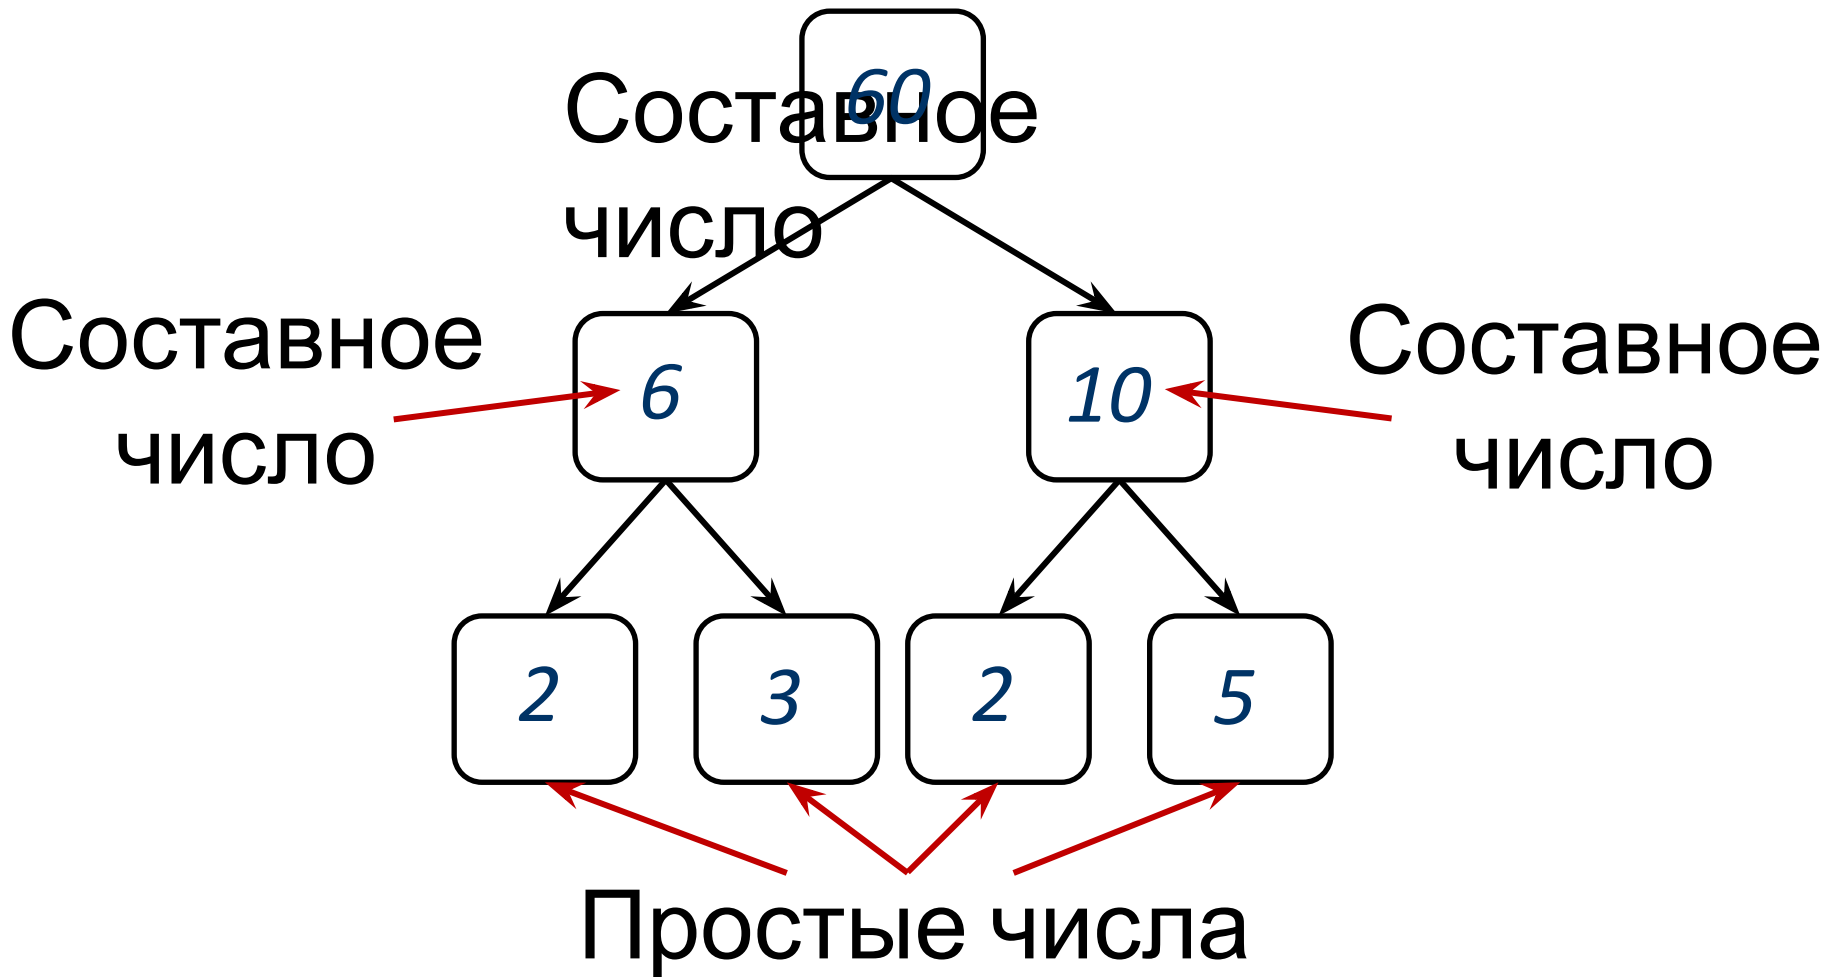 60
Составное
число
Составное
число
6
10
Составное
число
2
3
2
5
Простые числа